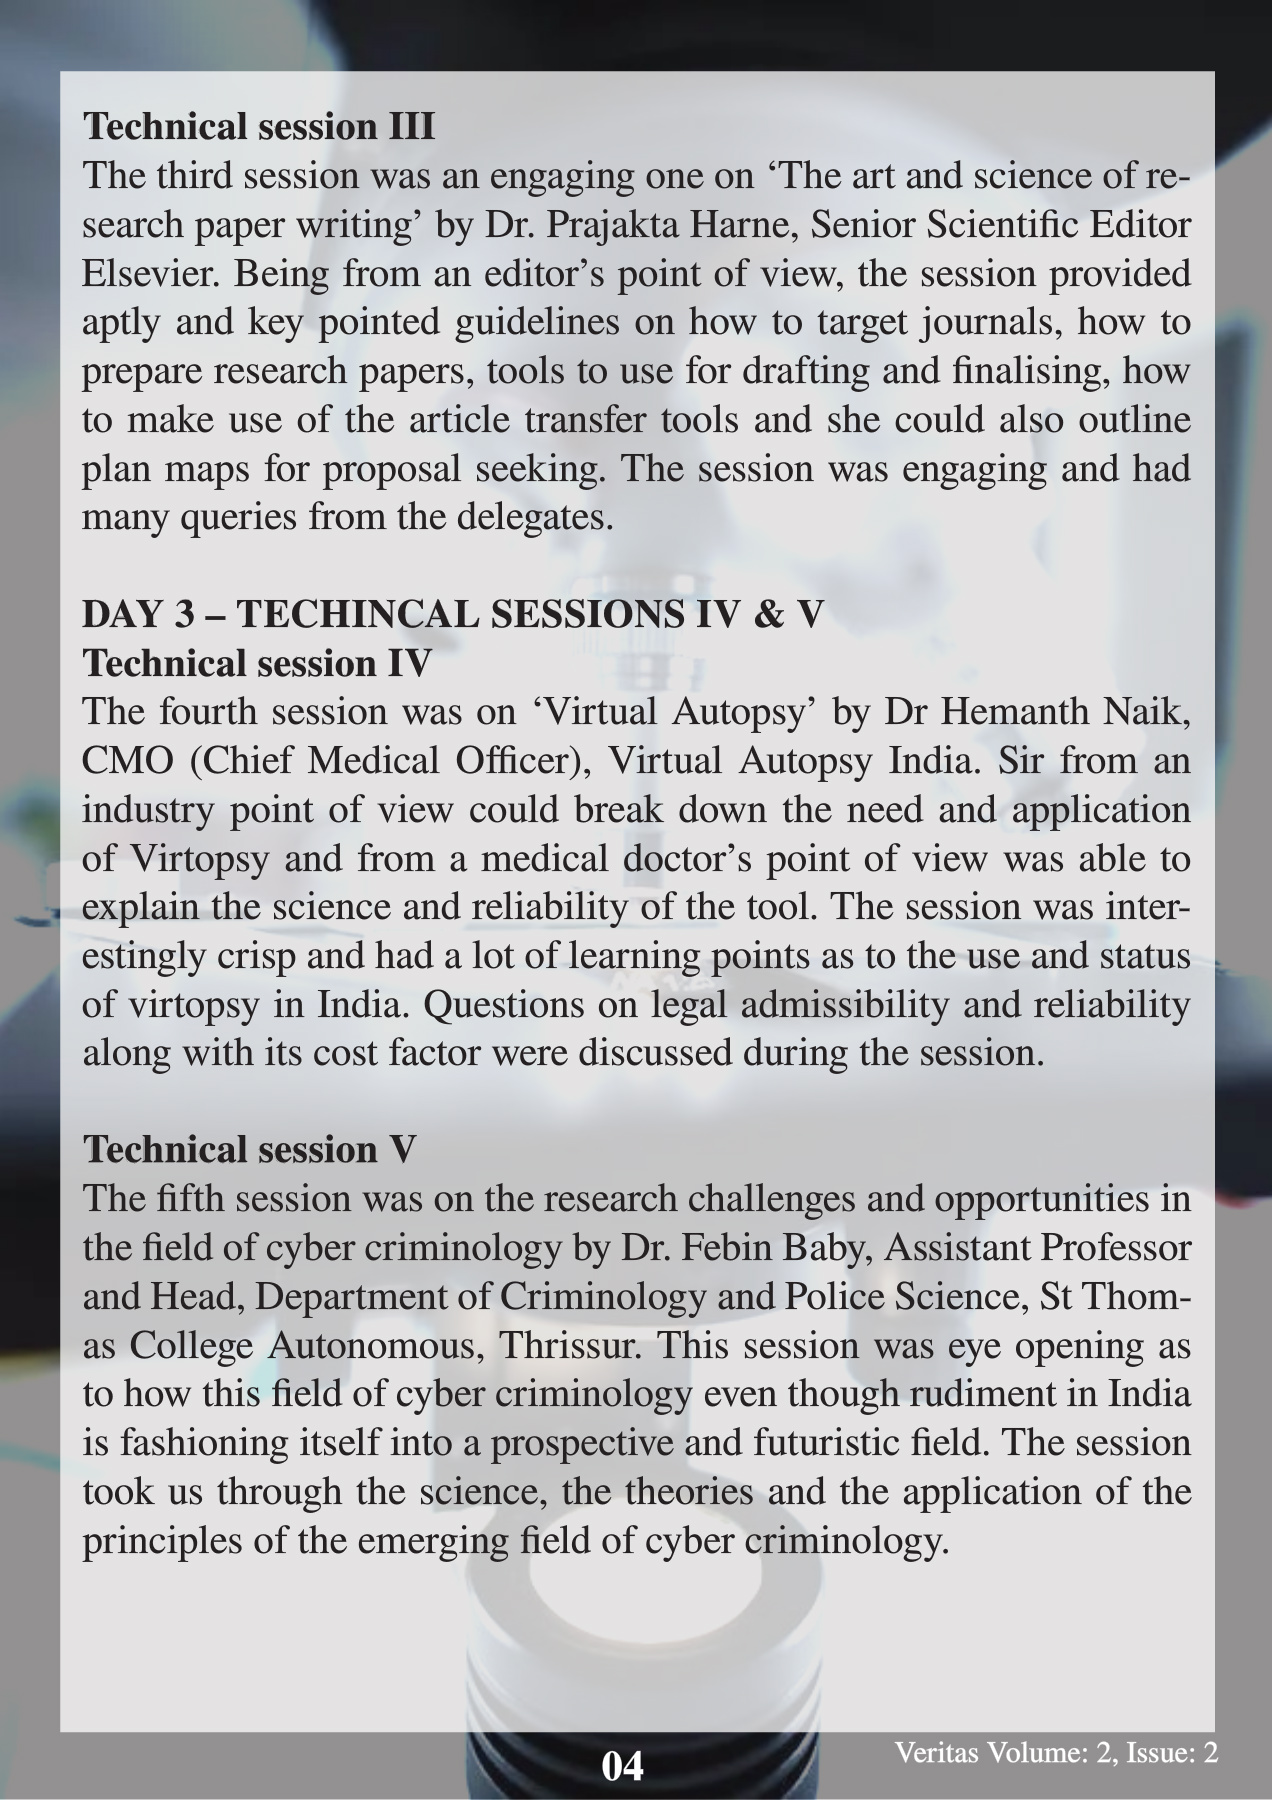 Technical session III
The third session was an engaging one on ‘The art and science of re-
search paper writing’ by Dr. Prajakta Harne, Senior Scientific Editor
Elsevier. Being from an editor’s point of view, the session provided
aptly and key pointed guidelines on how to target journals, how to
prepare research papers, tools to use for drafting and finalising, how
to make use of the article transfer tools and she could also outline
plan maps for proposal seeking. The session was engaging and had
many queries from the delegates.
DAY 3 – TECHINCAL SESSIONS IV & V
Technical session IV
The fourth session was on ‘Virtual Autopsy’ by Dr Hemanth Naik,
CMO (Chief Medical Officer), Virtual Autopsy India. Sir from an
industry point of view could break down the need and application
of Virtopsy and from a medical doctor’s point of view was able to
explain the science and reliability of the tool. The session was inter-
estingly crisp and had a lot of learning points as to the use and status
of virtopsy in India. Questions on legal admissibility and reliability
along with its cost factor were discussed during the session.
Technical session V
The fifth session was on the research challenges and opportunities in
the field of cyber criminology by Dr. Febin Baby, Assistant Professor
and Head, Department of Criminology and Police Science, St Thom-
as College Autonomous, Thrissur. This session was eye opening as
to how this field of cyber criminology even though rudiment in India
is fashioning itself into a prospective and futuristic field. The session
took us through the science, the theories and the application of the
principles of the emerging field of cyber criminology.
04
Veritas Volume: 2, Issue: 2